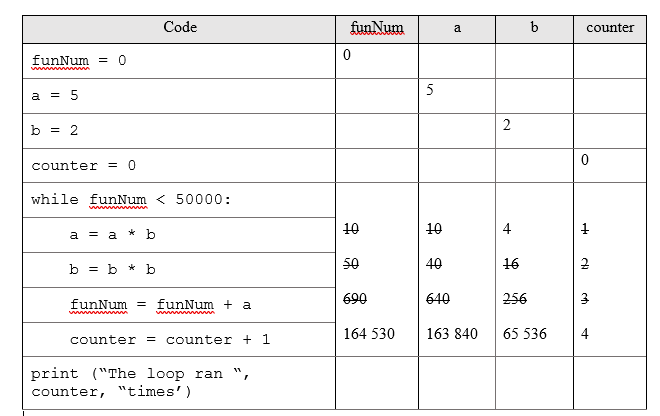 Code funNum a b counter
funNum = 0 0
a = 5 5
b = 2 2
counter = 0 0
while funNum < 50000:
a = a * b 10 10 4 1
b = b * b 50 40 16 2
funNum = funNum + a 690 640 256 3
counter = counter + 1 164 530 163 840 65 536 4
print (“The loop ran “,
counter, “times’)